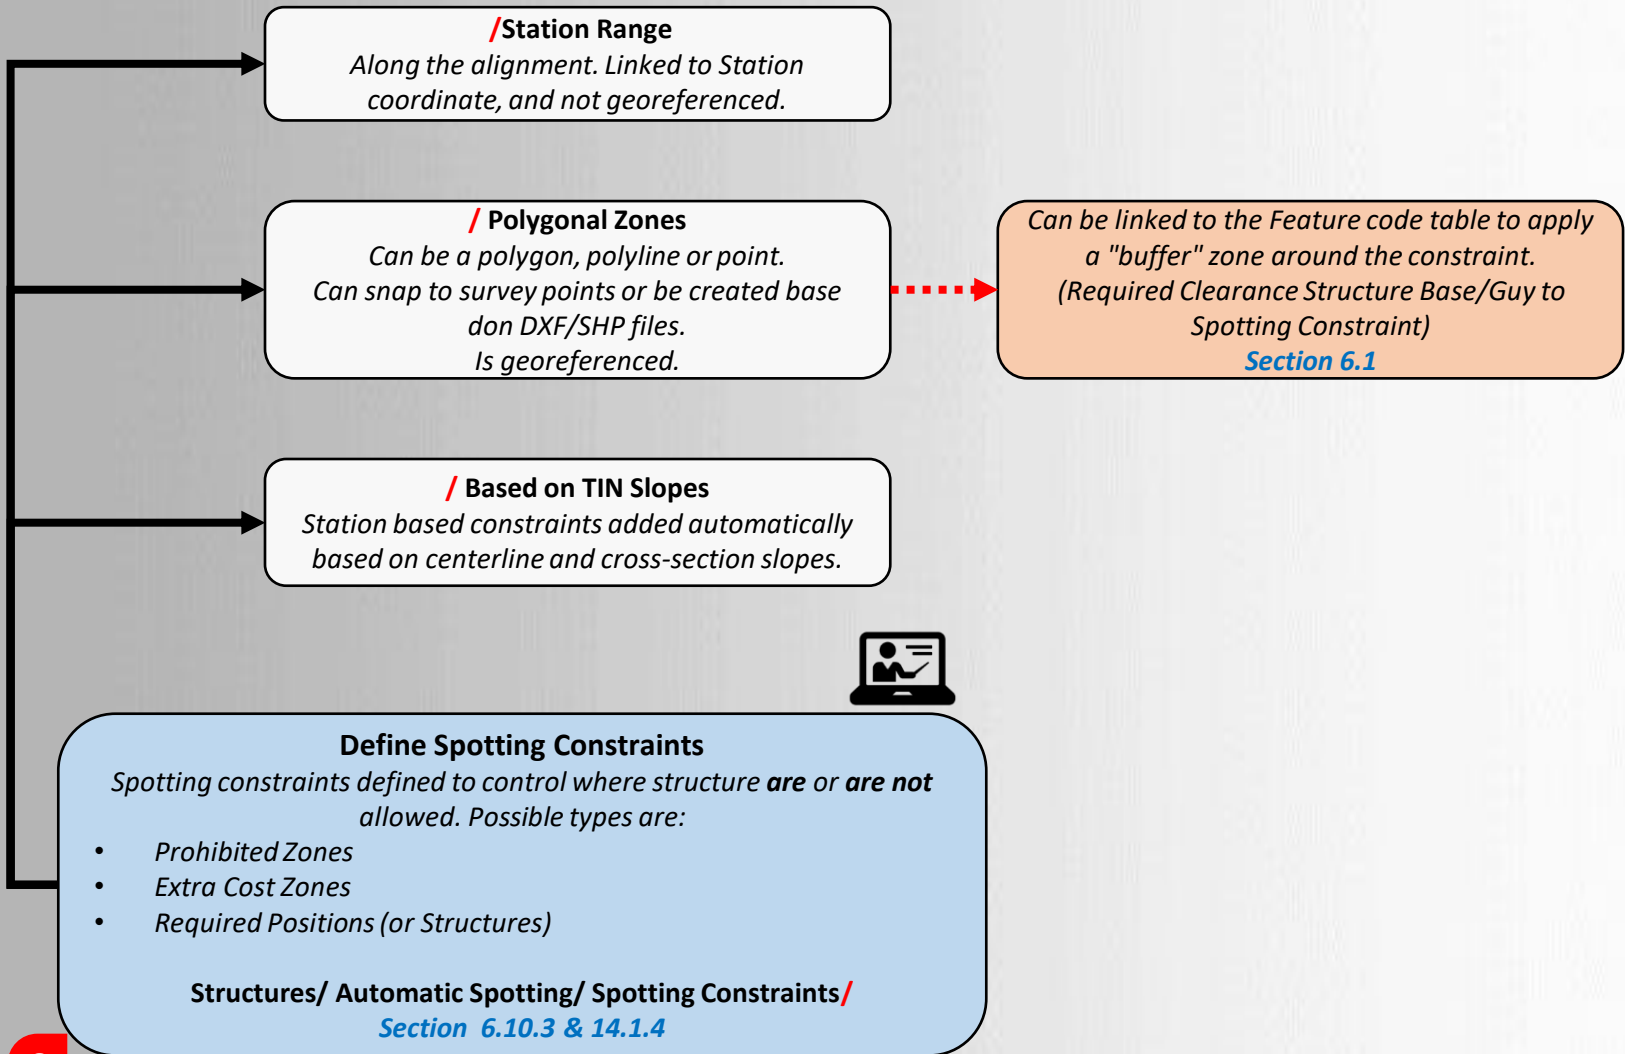 /Station Range
Along the alignment. Linked to Station
coordinate, and not georeferenced.
/ Polygonal Zones
Can be a polygon, polyline or point.
Can snap to survey points or be created base
don DXF/SHP files.
Is georeferenced.
Can be linked to the Feature code table to apply
a "buffer" zone around the constraint.
(Required Clearance Structure Base/Guy to
Spotting Constraint)
Section 6.1
/ Based on TIN Slopes
Station based constraints added automatically
based on centerline and cross-section slopes.
Define Spotting Constraints
Spotting constraints defined to control where structure are or are not
allowed. Possible types are:
• Prohibited Zones
• Extra Cost Zones
• Required Positions (or Structures)
Structures/ Automatic Spotting/ Spotting Constraints/
Section 6.10.3 & 14.1.4